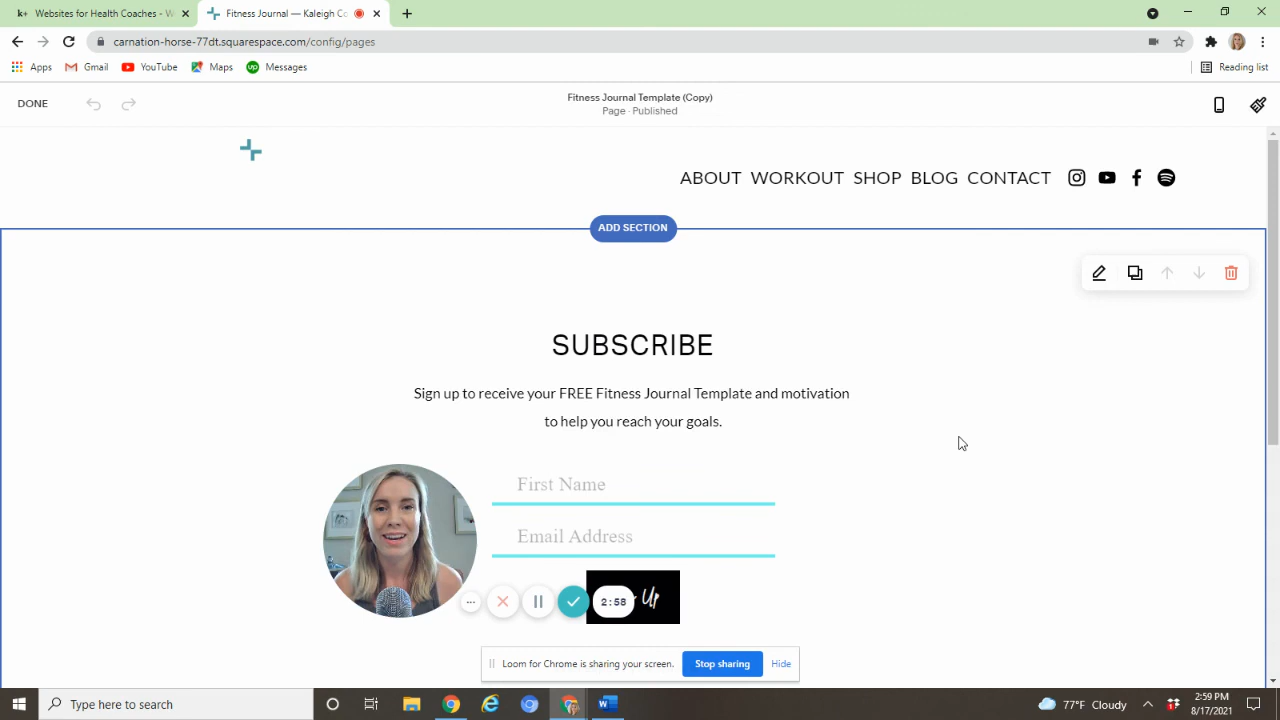 k+ Websites for Health Coaches - W
Fitness Journal — Kaleigh Co
carnation-horse-77dt.squarespace.com/config/pages
Apps Gmail YouTube Maps up Messages Reading list
DONE
Fitness Journal Template (Copy)
Page · Published
ABOUT WORKOUT SHOP BLOG CONTACT
ADD SECTION
SUBSCRIBE
Sign up to receive your FREE Fitness Journal Template and motivation
to help you reach your goals.
First Name
Email Address
2:58
Up
Loom for Chrome is sharing your screen. Stop sharing Hide
Type here to search
77°F Cloudy
2:59 PM
8/17/2021